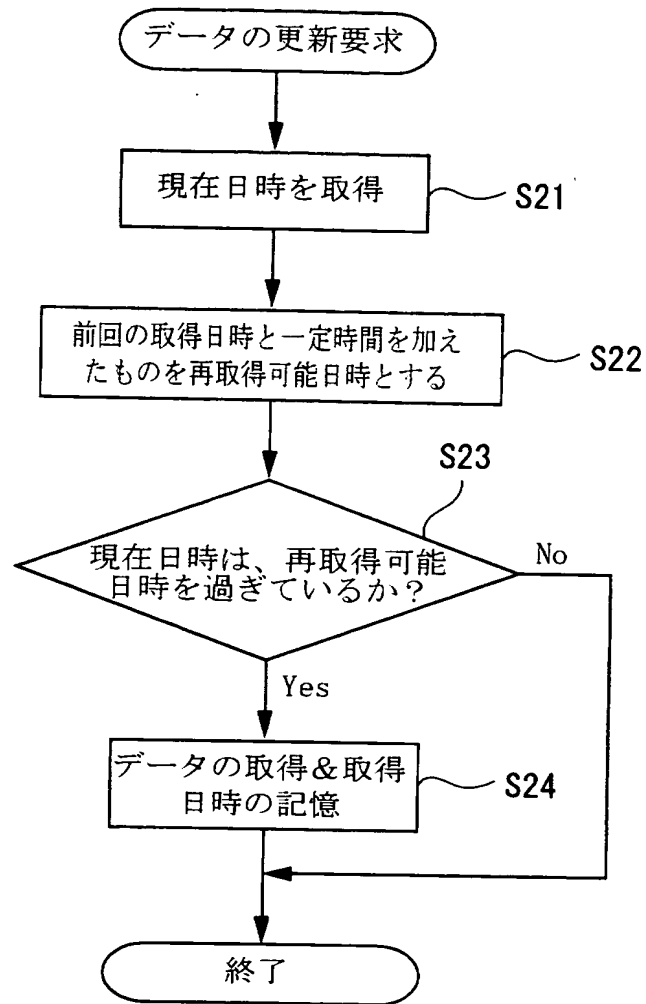 データの更新要求
現在日時を取得
S21
前回の取得日時と一定時間を加え
たものを再取得可能日時とする
S22
S23
現在日時は、再取得可能
日時を過ぎているか？
No
Yes
データの取得＆取得
日時の記憶
S24
終了